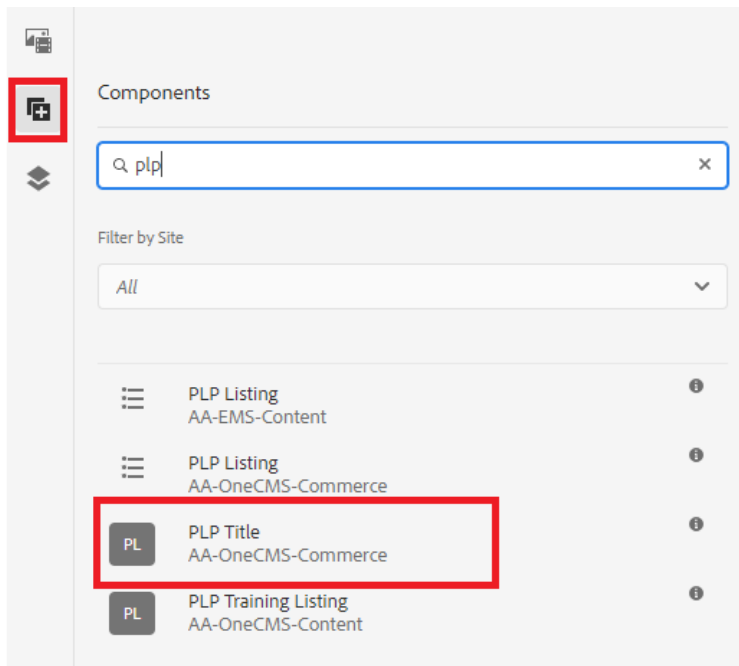 Components
plp
Filter by Site
All
PLP Listing
AA-EMS-Content
PLP Listing
AA-OneCMS-Commerce
PL
PLP Title
AA-OneCMS-Commerce
PL
PLP Training Listing
AA-OneCMS-Content